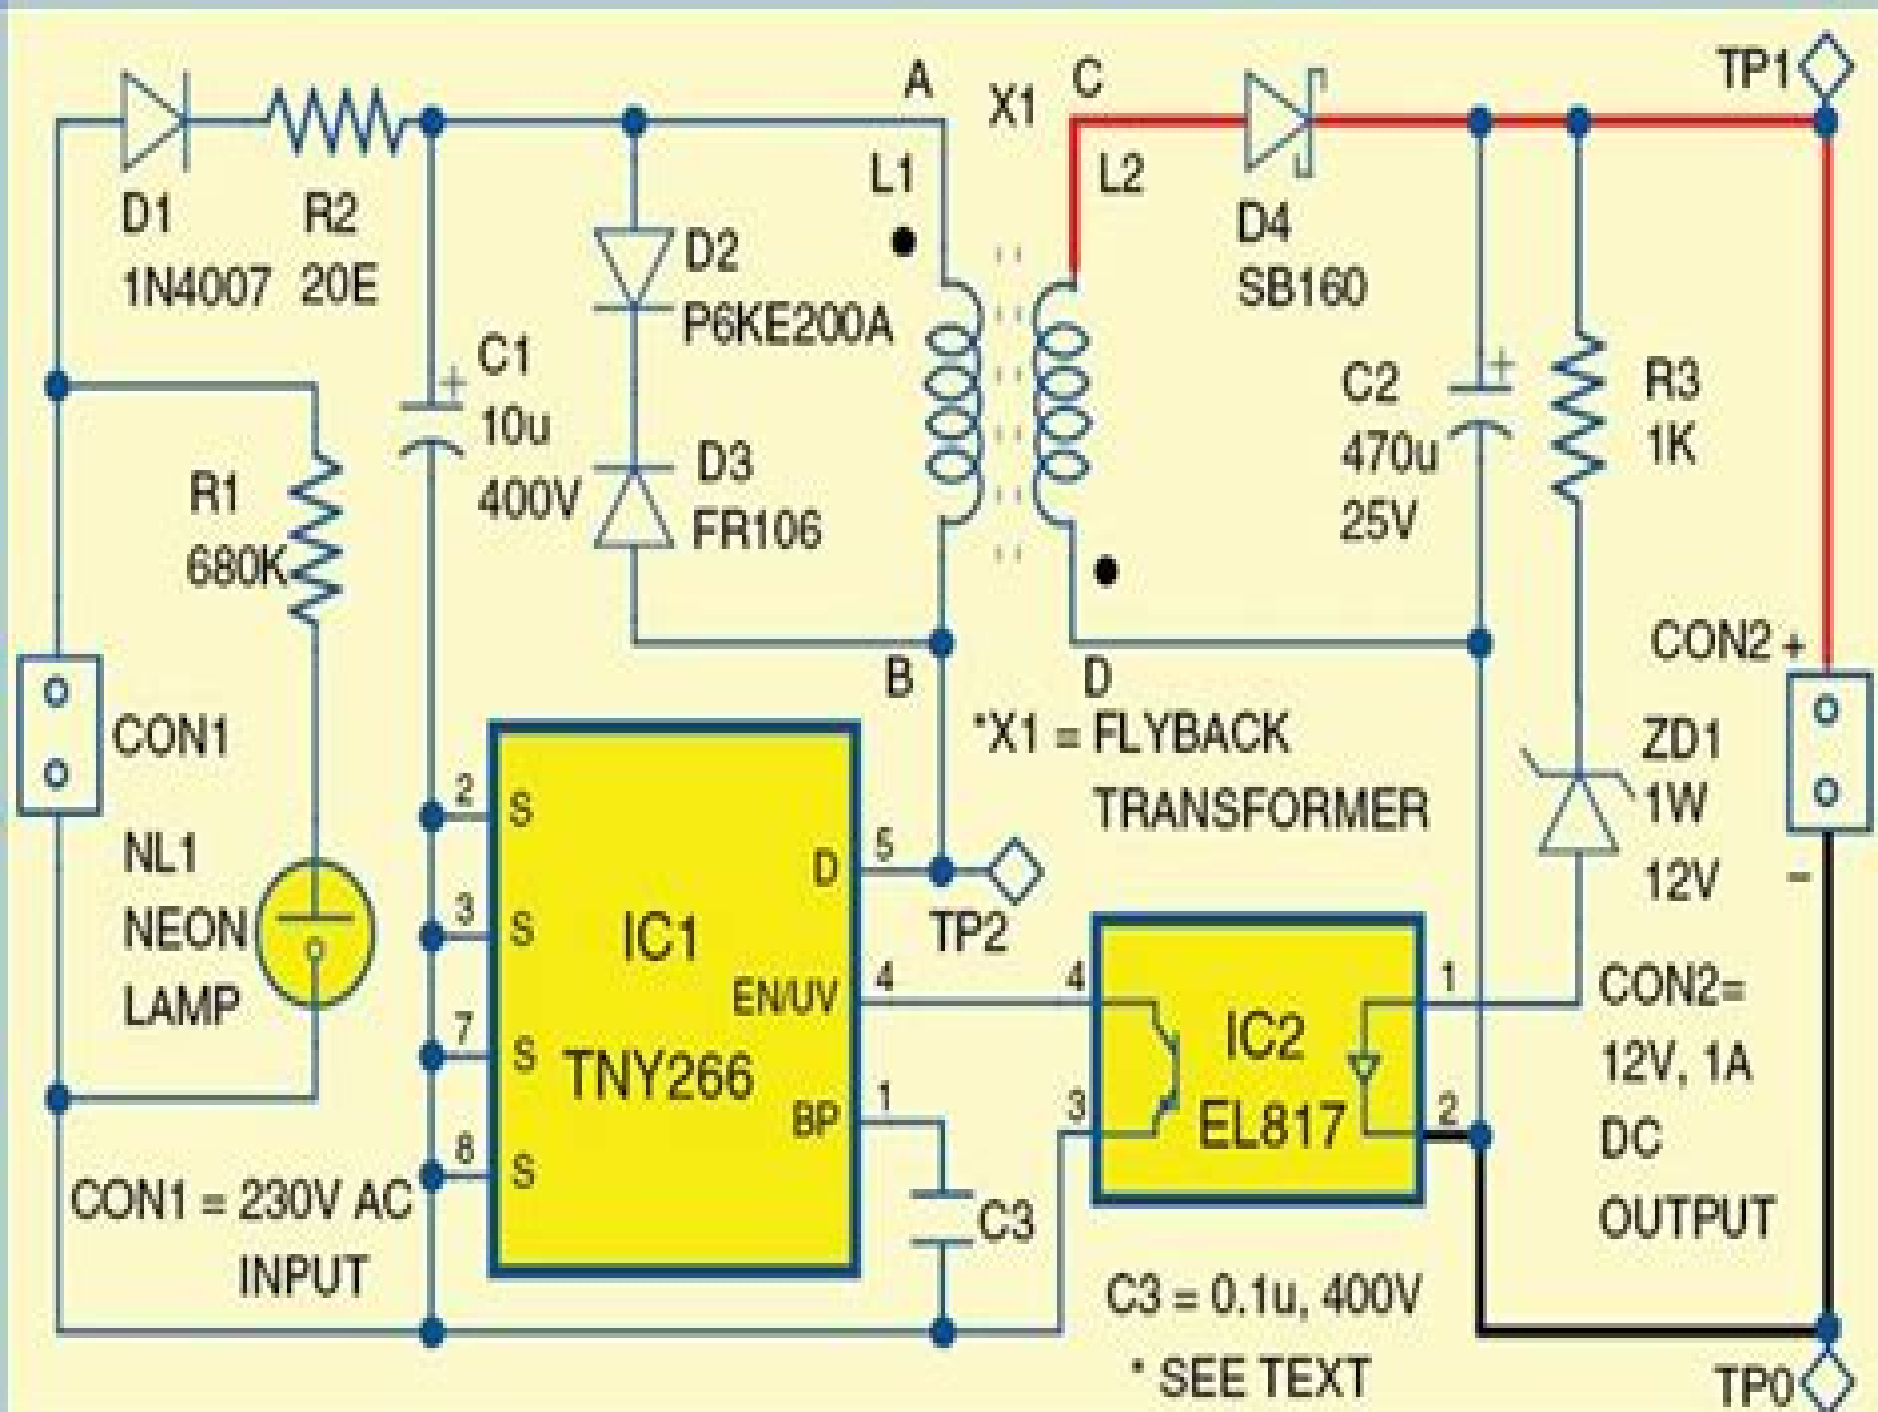 TP1
A
X1
C
L1
L2
D1
1N4007
R2
20E
D2
P6KE200A
D4
SB160
C1
+
10u
400V
D3
FR106
C2
+
470u
25V
R3
1K
R1
680K
CON1
B
D
CON2 +
*X1 = FLYBACK
TRANSFORMER
ZD1
1W
12V
-
NL1
NEON
LAMP
2 S
3 S
7 S
8 S
D 5
TP2
IC1
TNY266
EN/UV 4
BP 1
4
3
IC2
EL817
1
2
CON2=
12V, 1A
DC
OUTPUT
CON1 = 230V AC
INPUT
C3
C3 = 0.1u, 400V
* SEE TEXT
TP0